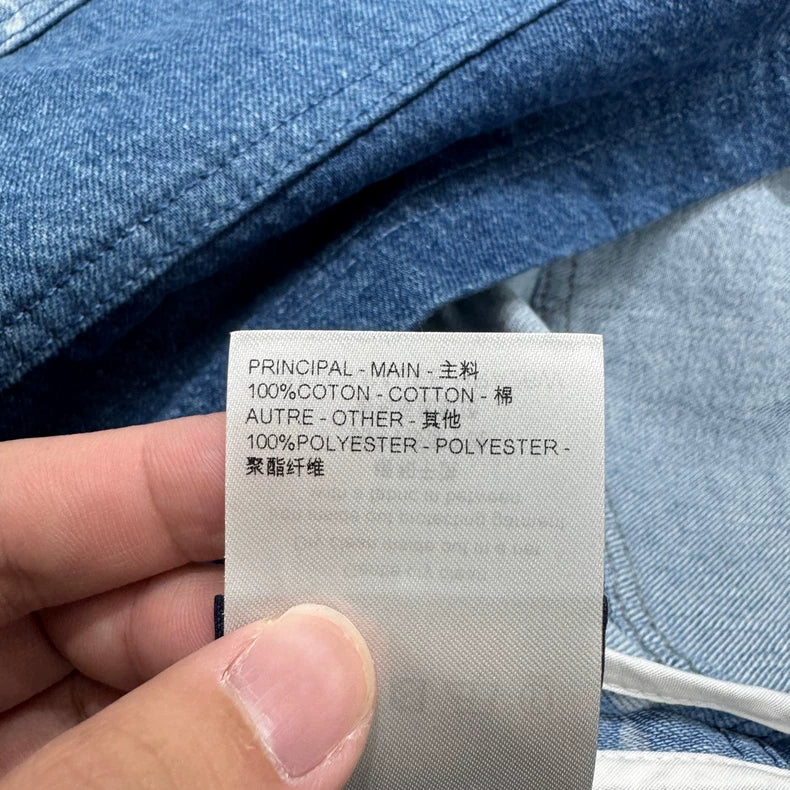 PRINCIPAL - MAIN - 主料
100%COTON - COTTON - 棉
AUTRE - OTHER - 其他
100%POLYESTER - POLYESTER -
聚酯纤维